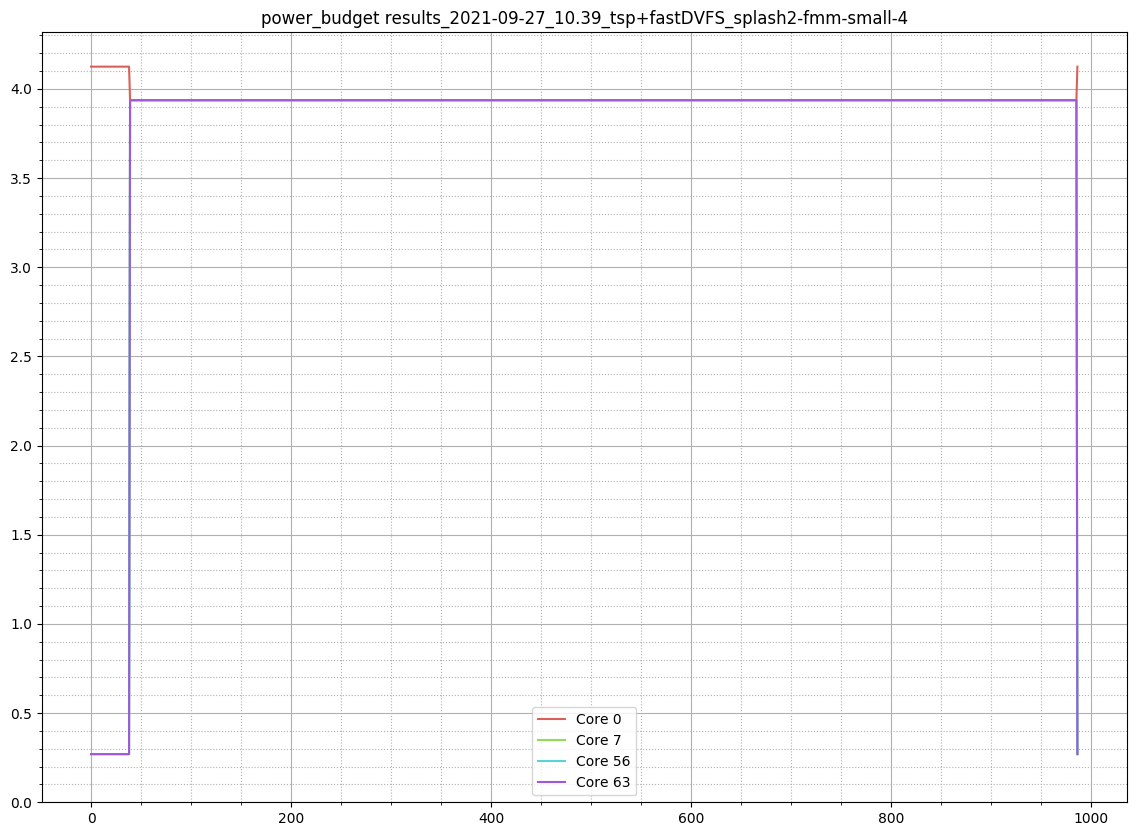 power_budget results_2021-09-27_10.39_tsp+fastDVFS_splash2-fmm-small-4
4.0
3.5
3.0
2.5
2.0
1.5
1.0
0.5
0.0
Core 0
Core 7
Core 56
Core 63
0 200 400 600 800 1000